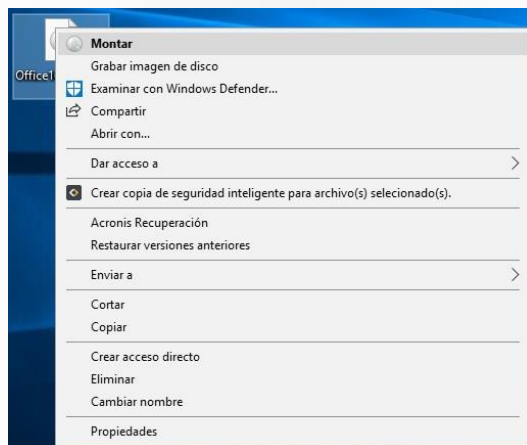 Montar
Grabar imagen de disco
Office1
Examinar con Windows Defender...
Compartir
Abrir con...
Dar acceso a
Crear copia de seguridad inteligente para archivo(s) selecionado(s).
Acronis Recuperación
Restaurar versiones anteriores
Enviar a
Cortar
Copiar
Crear acceso directo
Eliminar
Cambiar nombre
Propiedades